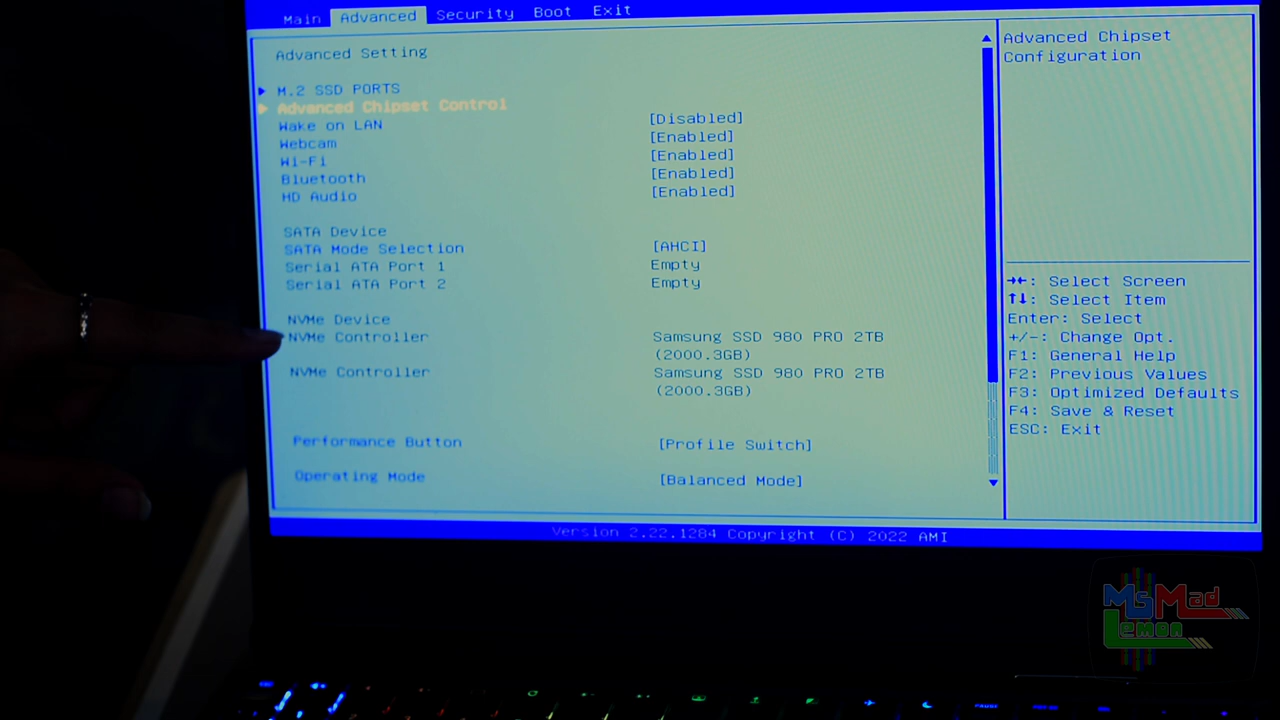 Main Advanced Security Boot Exit
Advanced Setting
M.2 SSD PORTS
Advanced Chipset Control
Wake on LAN [Disabled]
Webcam [Enabled]
Wi-Fi [Enabled]
Bluetooth [Enabled]
HD Audio [Enabled]
SATA Device
SATA Mode Selection [AHCI]
Serial ATA Port 1 Empty
Serial ATA Port 2 Empty
NVMe Device
NVMe Controller Samsung SSD 980 PRO 2TB
(2000.3GB)
NVMe Controller Samsung SSD 980 PRO 2TB
(2000.3GB)
Performance Button [Profile Switch]
Operating Mode [Balanced Mode]
Advanced Chipset
Configuration
→←: Select Screen
↑↓: Select Item
Enter: Select
+/-: Change Opt.
F1: General Help
F2: Previous Values
F3: Optimized Defaults
F4: Save & Reset
ESC: Exit
Version 2.22.1284 Copyright (C) 2022 AMI
MsMad
Lemon